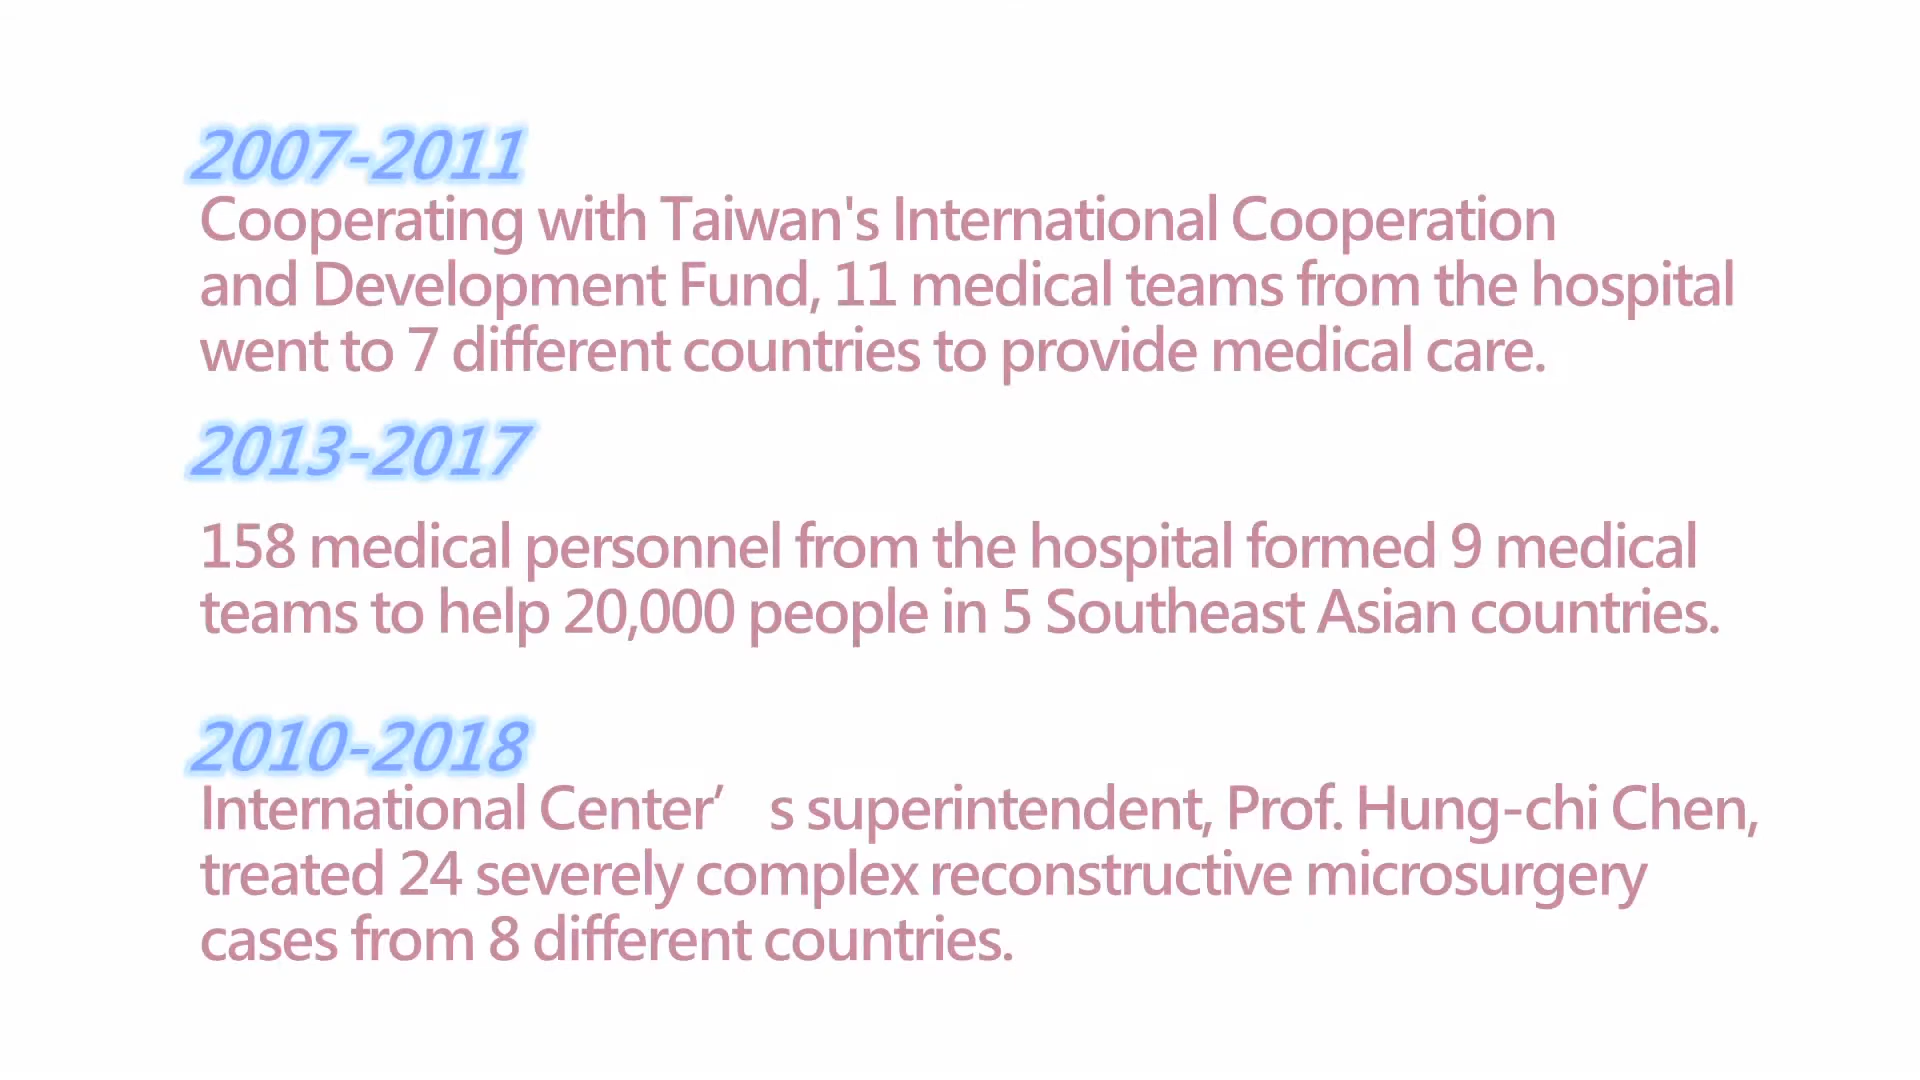 2007-2011
Cooperating with Taiwan's International Cooperation
and Development Fund, 11 medical teams from the hospital
went to 7 different countries to provide medical care.
2013-2017
158 medical personnel from the hospital formed 9 medical
teams to help 20,000 people in 5 Southeast Asian countries.
2010-2018
International Center’s superintendent, Prof. Hung-chi Chen,
treated 24 severely complex reconstructive microsurgery
cases from 8 different countries.